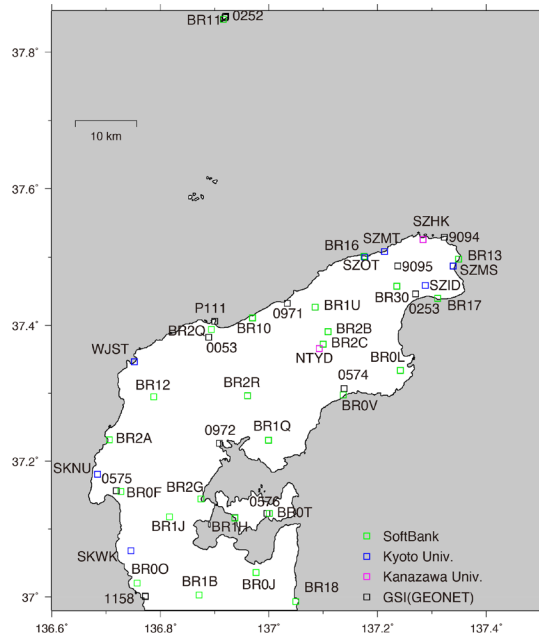 BR11 0252
37.8°
10 km
37.6°
SZHK
SZMT 9094
BR16 BR13
SZOT 9095 SZMS
SZID
BR30
P111 0971 BR1U 0253 BR17
37.4°
BR2Q BR10 BR2B
0053 BR2C
WJST NTYD BR0L
0574
BR12 BR2R
BR0V
BR1Q
BR2A 0972
37.2°
SKNU 0575
BR0F BR2G
0576
BR0T
BR1J BR1H
SKWK
SoftBank
Kyoto Univ.
BR0O BR1B BR0J Kanazawa Univ.
1158 BR18 GSI(GEONET)
37°
136.6° 136.8° 137° 137.2° 137.4°